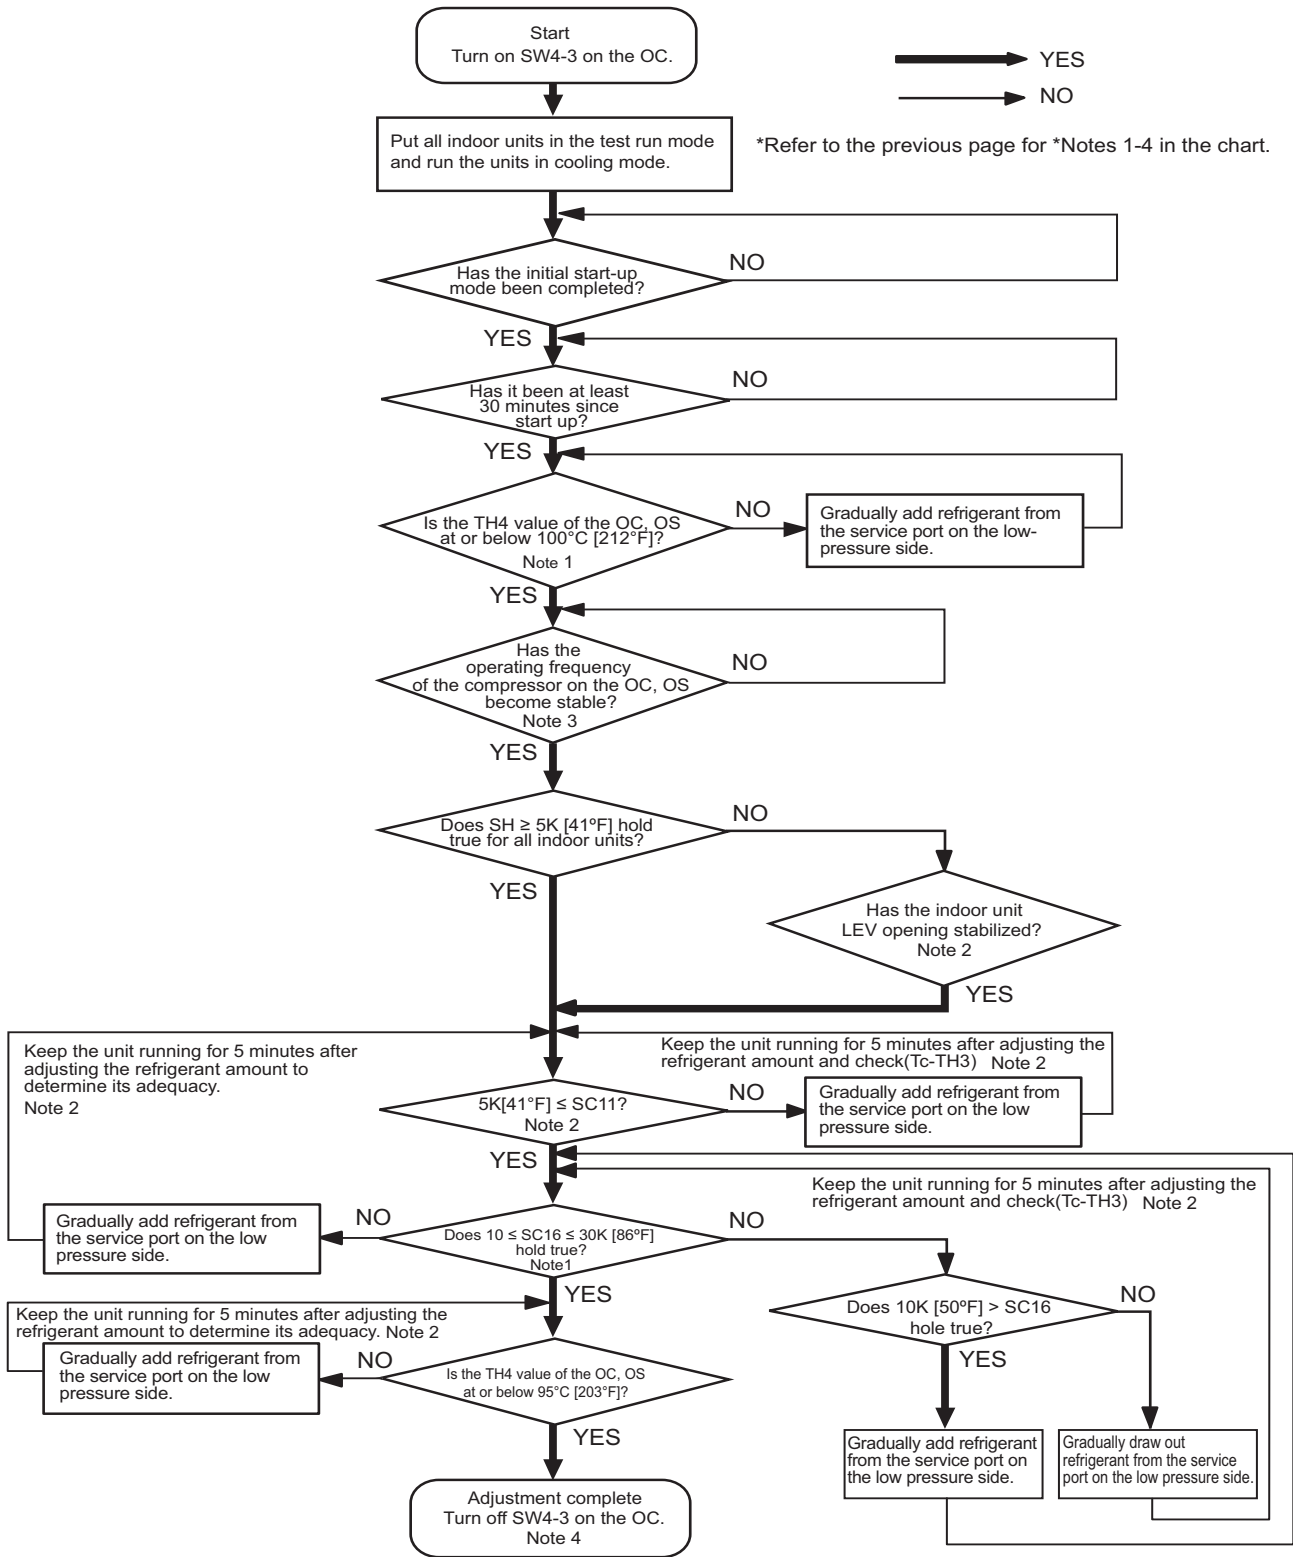 Start
Turn on SW4-3 on the OC.
YES
NO
*Refer to the previous page for *Notes 1-4 in the chart.
Put all indoor units in the test run mode
and run the units in cooling mode.
Has the initial start-up
mode been completed?
NO
YES
Has it been at least
30 minutes since
start up?
NO
YES
Is the TH4 value of the OC, OS
at or below 100°C [212°F]?
Note 1
NO
Gradually add refrigerant from
the service port on the low-
pressure side.
YES
Has the
operating frequency
of the compressor on the OC, OS
become stable?
Note 3
NO
YES
Does SH ≥ 5K [41ºF] hold
true for all indoor units?
NO
YES
Has the indoor unit
LEV opening stabilized?
Note 2
YES
Keep the unit running for 5 minutes after
adjusting the refrigerant amount to
determine its adequacy.
Note 2
Keep the unit running for 5 minutes after adjusting the
refrigerant amount and check(Tc-TH3) Note 2
5K[41°F] ≤ SC11?
Note 2
NO
Gradually add refrigerant from
the service port on the low
pressure side.
YES
Keep the unit running for 5 minutes after adjusting the
refrigerant amount and check(Tc-TH3) Note 2
Gradually add refrigerant from
the service port on the low
pressure side.
NO
Does 10 ≤ SC16 ≤ 30K [86ºF]
hold true?
Note1
NO
YES
Does 10K [50ºF] > SC16
hole true?
NO
YES
Keep the unit running for 5 minutes after adjusting the
refrigerant amount to determine its adequacy. Note 2
Gradually add refrigerant from
the service port on the low
pressure side.
NO
Is the TH4 value of the OC, OS
at or below 95°C [203°F]?
YES
Gradually add refrigerant
from the service port on
the low pressure side.
Gradually draw out
refrigerant from the service
port on the low pressure side.
Adjustment complete
Turn off SW4-3 on the OC.
Note 4